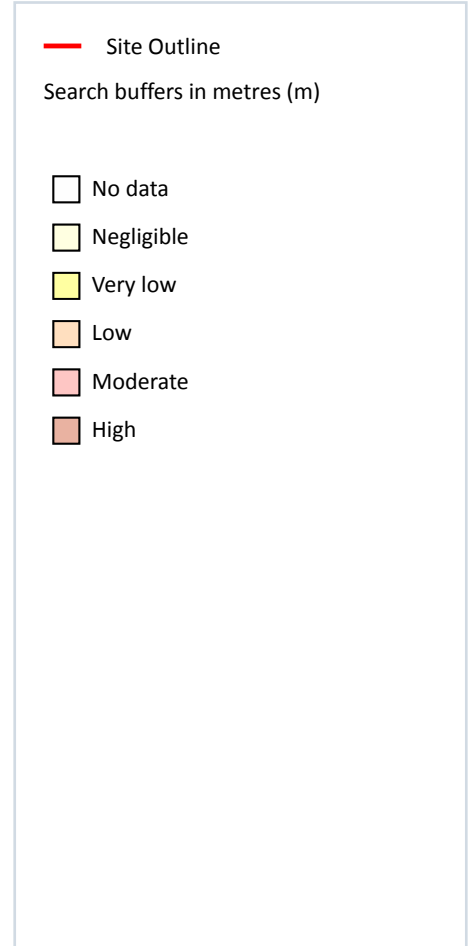 Site Outline
Search buffers in metres (m)
No data
Negligible
Very low
Low
Moderate
High